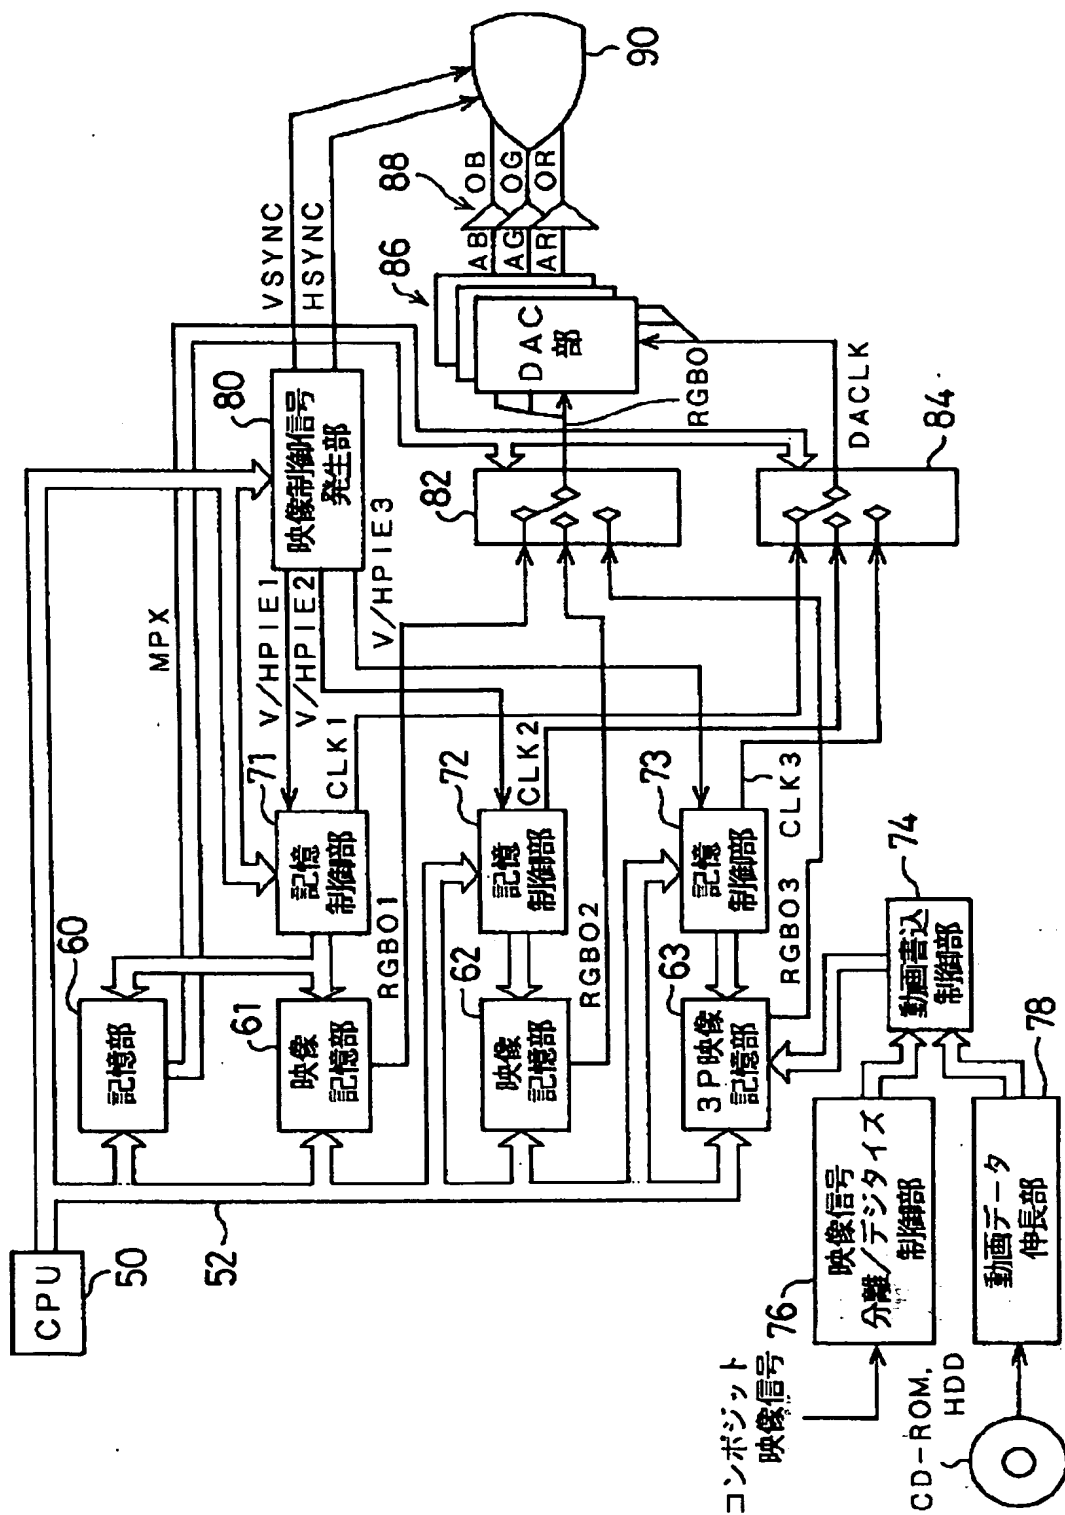 CPU
50
52
60
記憶部
MPX
61
映像
記憶部
71
記憶
制御部
V/HPIE1
V/HPIE2
V/HPIE3
CLK1
RGBO1
80
映像制御信号
発生部
VSYNC
HSYNC
62
映像
記憶部
72
記憶
制御部
CLK2
RGBO2
63
3P映像
記憶部
73
記憶
制御部
CLK3
RGBO3
82
84
RGBO
DACLK
86
DAC
部
AB
AG
AR
88
OB
OG
OR
90
74
動画書込
制御部
コンポジット
映像信号
76
映像信号
分離/デジタイズ
制御部
CD-ROM,
HDD
78
動画データ
伸長部